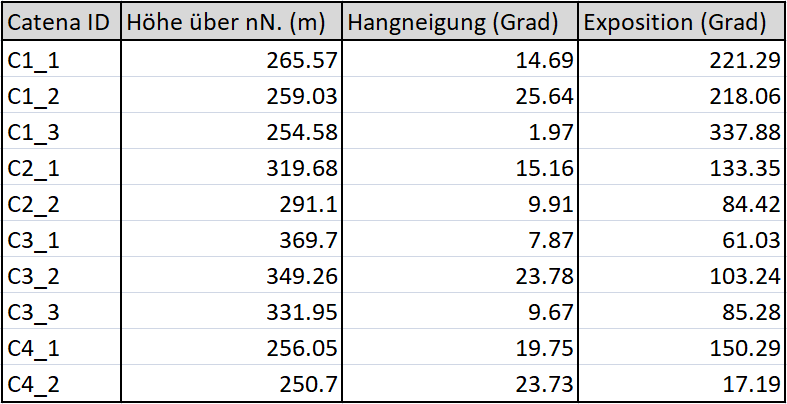 Catena ID Höhe über nN. (m) Hangneigung (Grad) Exposition (Grad)
C1_1 265.57 14.69 221.29
C1_2 259.03 25.64 218.06
C1_3 254.58 1.97 337.88
C2_1 319.68 15.16 133.35
C2_2 291.1 9.91 84.42
C3_1 369.7 7.87 61.03
C3_2 349.26 23.78 103.24
C3_3 331.95 9.67 85.28
C4_1 256.05 19.75 150.29
C4_2 250.7 23.73 17.19